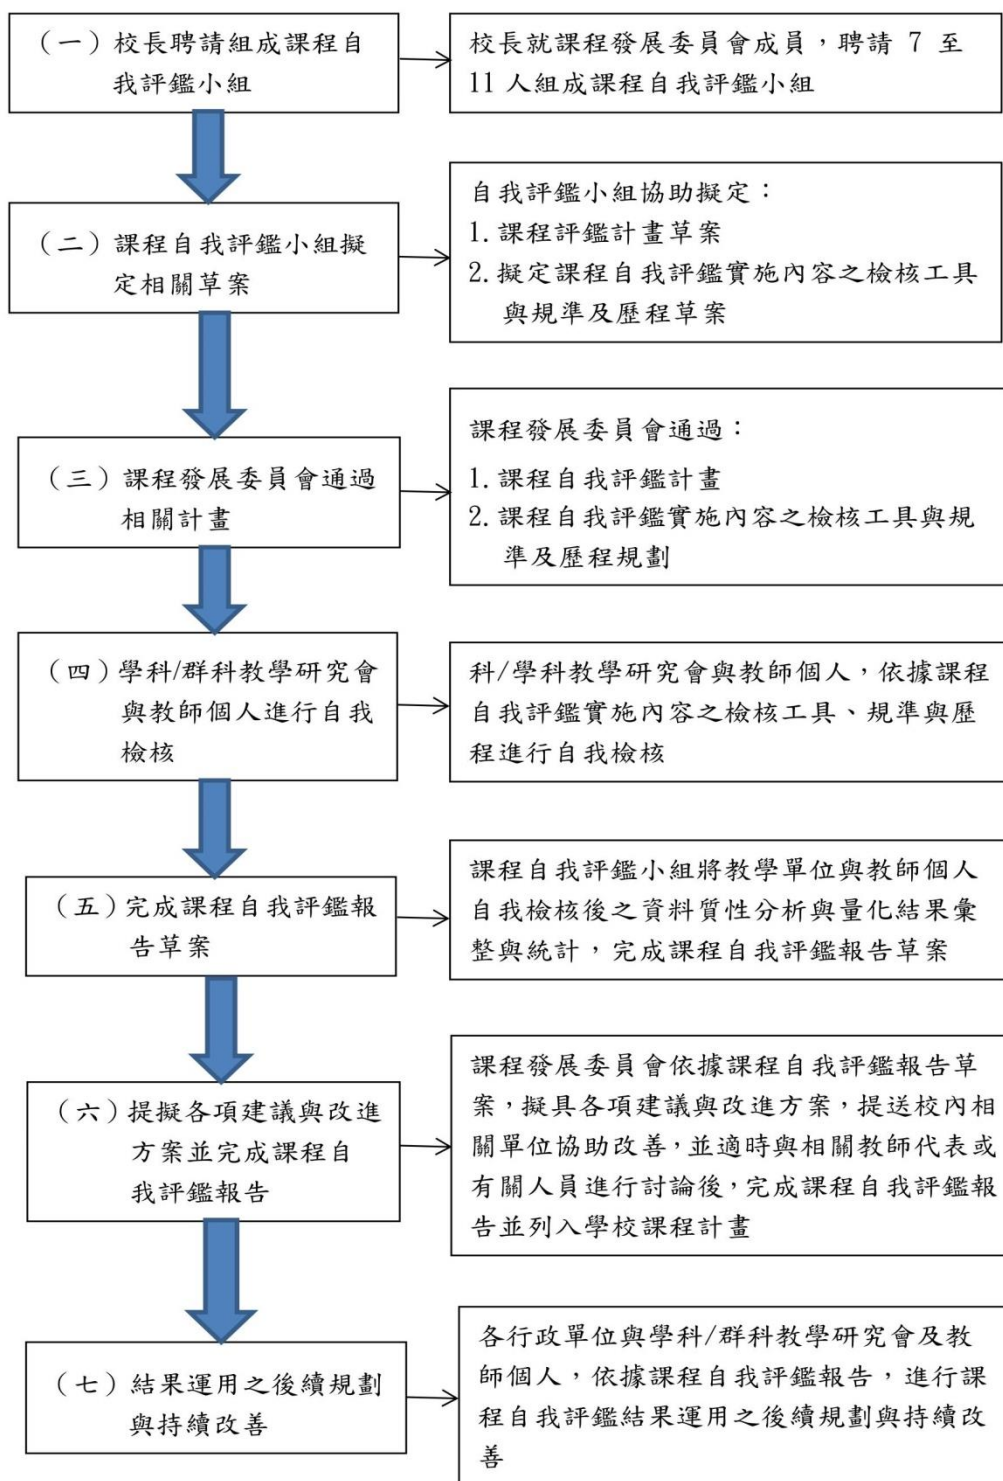 （一）校長聘請組成課程自
我評鑑小組
校長就課程發展委員會成員，聘請 7 至
11 人組成課程自我評鑑小組
（二）課程自我評鑑小組擬
定相關草案
自我評鑑小組協助擬定：
1.課程評鑑計畫草案
2.擬定課程自我評鑑實施內容之檢核工具
與規準及歷程草案
（三）課程發展委員會通過
相關計畫
課程發展委員會通過：
1.課程自我評鑑計畫
2.課程自我評鑑實施內容之檢核工具與規
準及歷程規劃
（四）學科/群科教學研究會
與教師個人進行自我
檢核
科/學科教學研究會與教師個人，依據課程
自我評鑑實施內容之檢核工具、規準與歷
程進行自我檢核
（五）完成課程自我評鑑報
告草案
課程自我評鑑小組將教學單位與教師個人
自我檢核後之資料質性分析與量化結果彙
整與統計，完成課程自我評鑑報告草案
（六）提擬各項建議與改進
方案並完成課程自
我評鑑報告
課程發展委員會依據課程自我評鑑報告草
案，擬具各項建議與改進方案，提送校內相
關單位協助改善，並適時與相關教師代表或
有關人員進行討論後，完成課程自我評鑑報
告並列入學校課程計畫
（七）結果運用之後續規劃
與持續改善
各行政單位與學科/群科教學研究會及教
師個人，依據課程自我評鑑報告，進行課
程自我評鑑結果運用之後續規劃與持續改
善